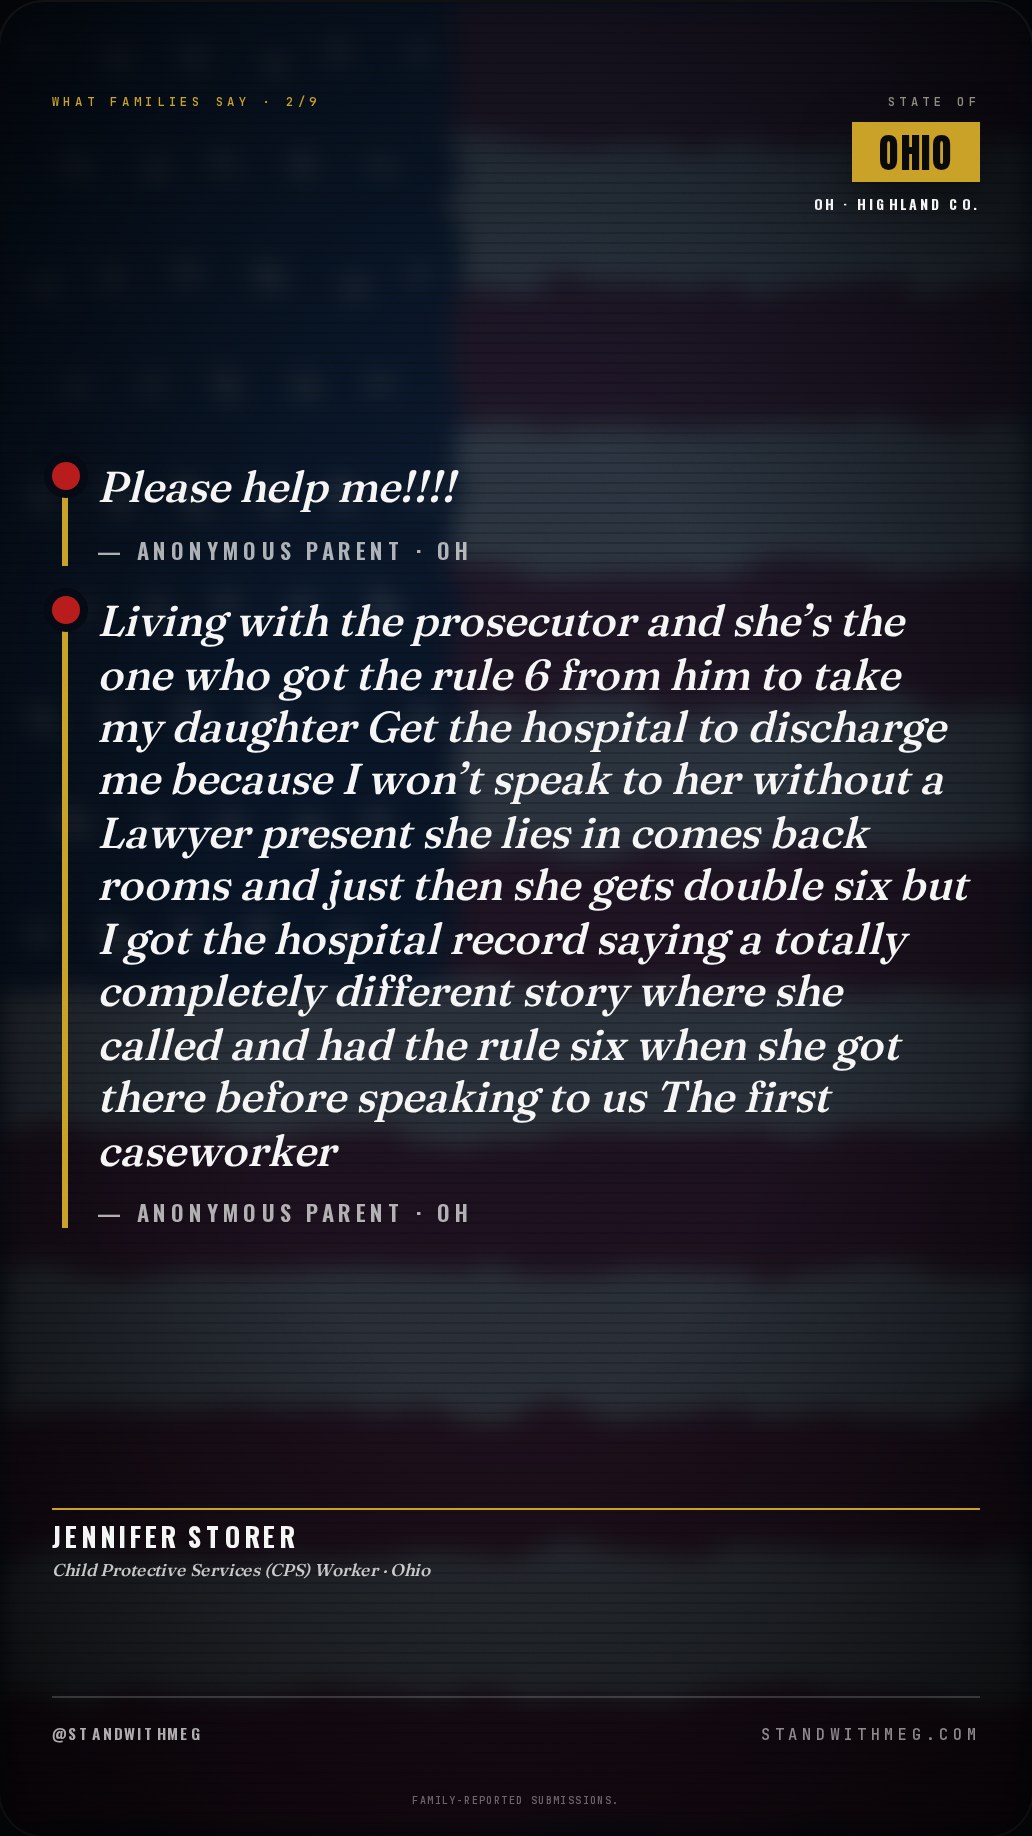 WHAT FAMILIES SAY · 2/9
STATE OF
OHIO
OH · HIGHLAND CO.
Please help me!!!!
— ANONYMOUS PARENT · OH
Living with the prosecutor and she’s the
one who got the rule 6 from him to take
my daughter Get the hospital to discharge
me because I won’t speak to her without a
Lawyer present she lies in comes back
rooms and just then she gets double six but
I got the hospital record saying a totally
completely different story where she
called and had the rule six when she got
there before speaking to us The first
caseworker
— ANONYMOUS PARENT · OH
JENNIFER STORER
Child Protective Services (CPS) Worker · Ohio
@STANDWITHMEG
STANDWITHMEG.COM
FAMILY-REPORTED SUBMISSIONS.